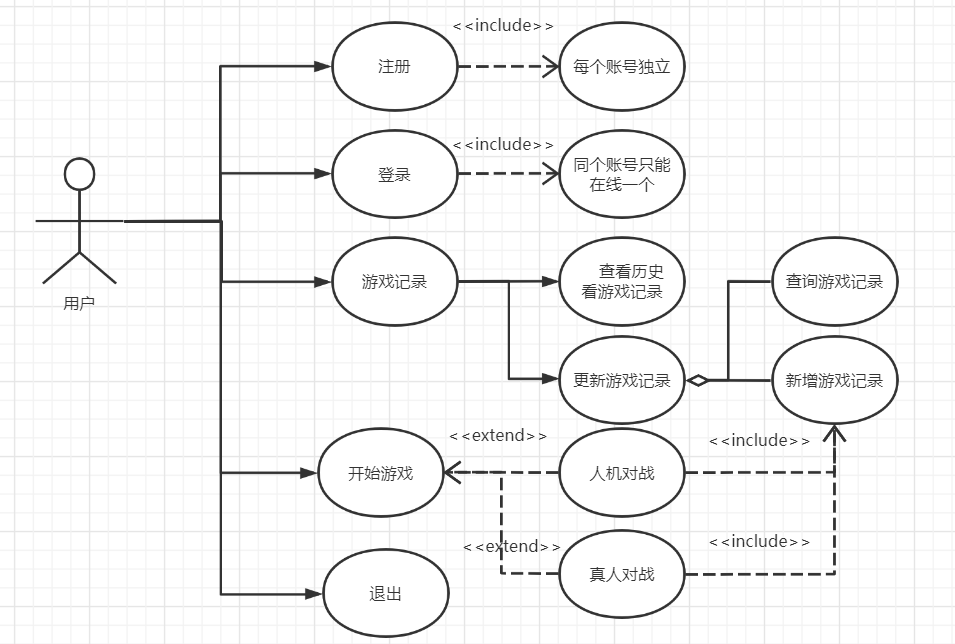 <<include>>
注册
每个账号独立
<<include>>
登录
同个账号只能
在线一个
用户
游戏记录
查看历史
看游戏记录
查询游戏记录
更新游戏记录
新增游戏记录
<<extend>>
<<include>>
开始游戏
人机对战
<<extend>>
<<include>>
真人对战
退出